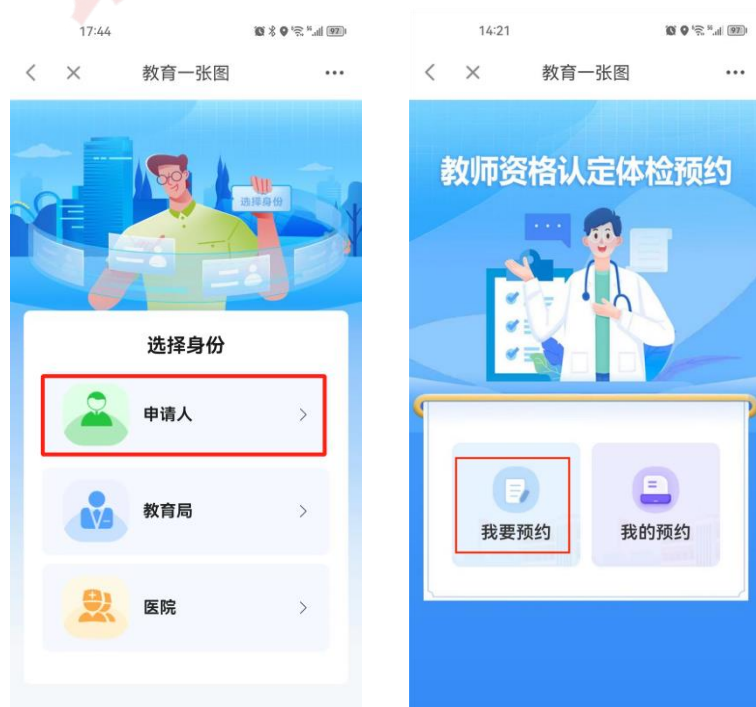 17:44
97
教育一张图
选择身份
选择身份
申请人
教育局
医院
14:21
97
教育一张图
教师资格认定体检预约
我要预约
我的预约